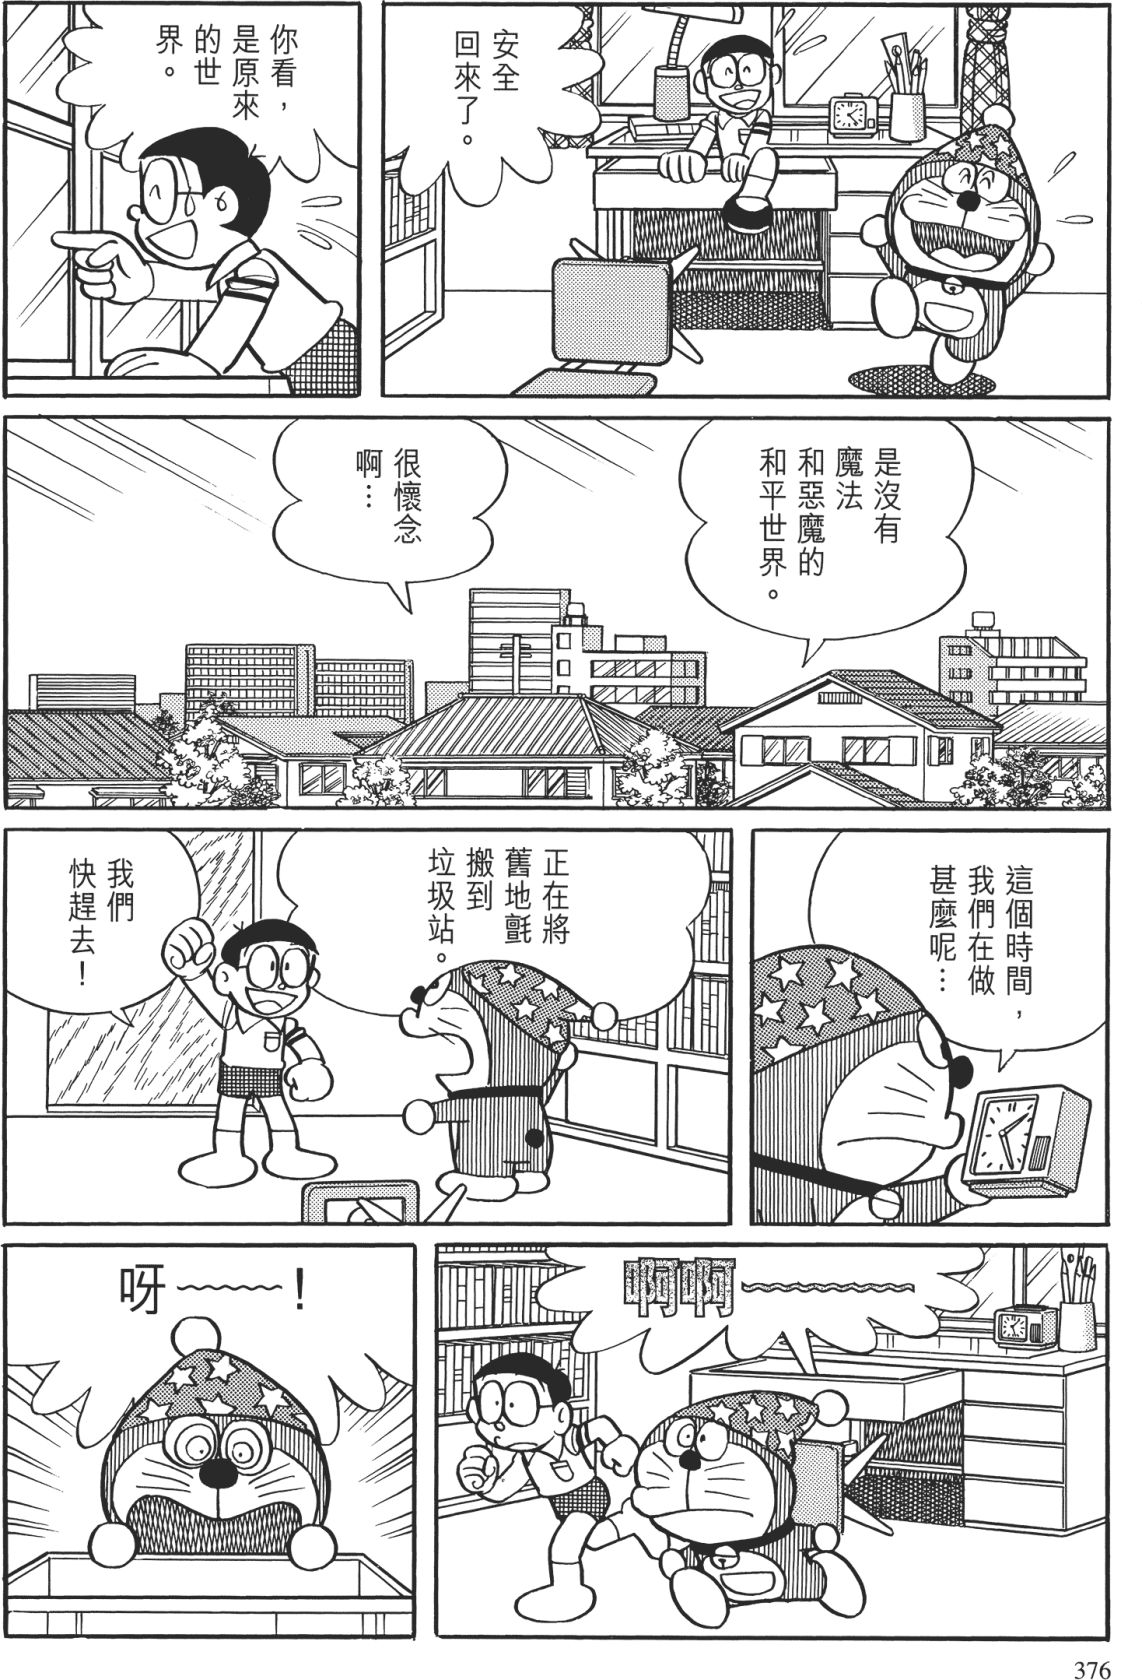 安全
回來了。
你看，
是原來
的世
界。
是沒有
魔法
和惡魔的
和平世界。
很懷念
啊…
這個時間，
我們在做
甚麼呢…
正在將
舊地氈
搬到
垃圾站。
我們
快趕去！
啊啊～～～～
呀～～～！
376